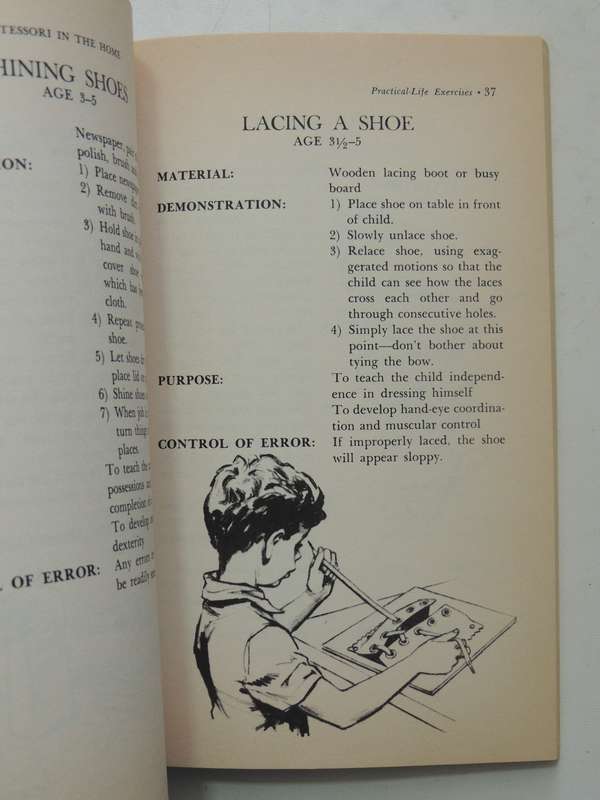 TESSORI IN THE HOME
HINING SHOES
AGE 3–5
Newspaper,
polish, brush
ION:
1) Place
2) Remove
with brush.
3) Hold shoe
hand and
cover shoe
which has
cloth.
4) Repeat
shoe.
5) Let shoes
place lid
6) Shine shoes
7) When job
turn things
places.
To teach the
possessions
completion
To develop
dexterity
L OF ERROR:
Any errors
be readily
Practical-Life Exercises • 37
LACING A SHOE
AGE 3½–5
MATERIAL:
Wooden lacing boot or busy
board
DEMONSTRATION:
1) Place shoe on table in front
of child.
2) Slowly unlace shoe.
3) Relace shoe, using exag-
gerated motions so that the
child can see how the laces
cross each other and go
through consecutive holes.
4) Simply lace the shoe at this
point—don't bother about
tying the bow.
PURPOSE:
To teach the child independ-
ence in dressing himself
To develop hand-eye coordina-
tion and muscular control
CONTROL OF ERROR:
If improperly laced, the shoe
will appear sloppy.